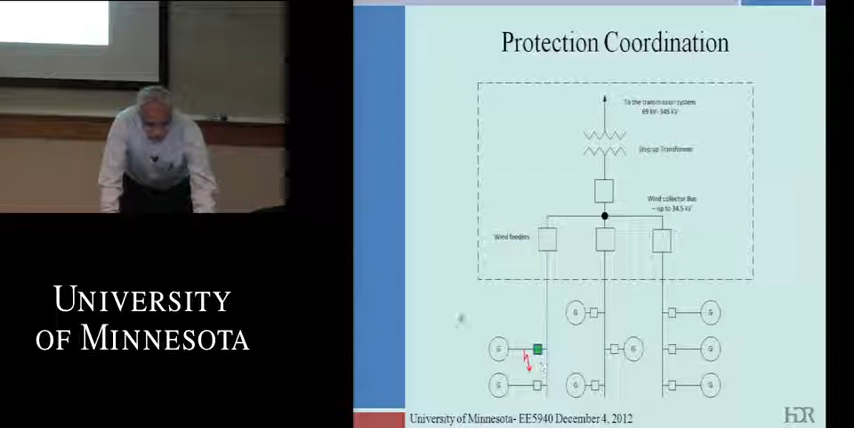 Protection Coordination
To the transmission system
69 kV- 345 kV
Step up Transformer
Wind collector Bus
~ up to 34.5 kV
Wind feeders
G
G
G
G
G
G
G
G
UNIVERSITY
OF MINNESOTA
University of Minnesota- EE5940 December 4, 2012
HDR